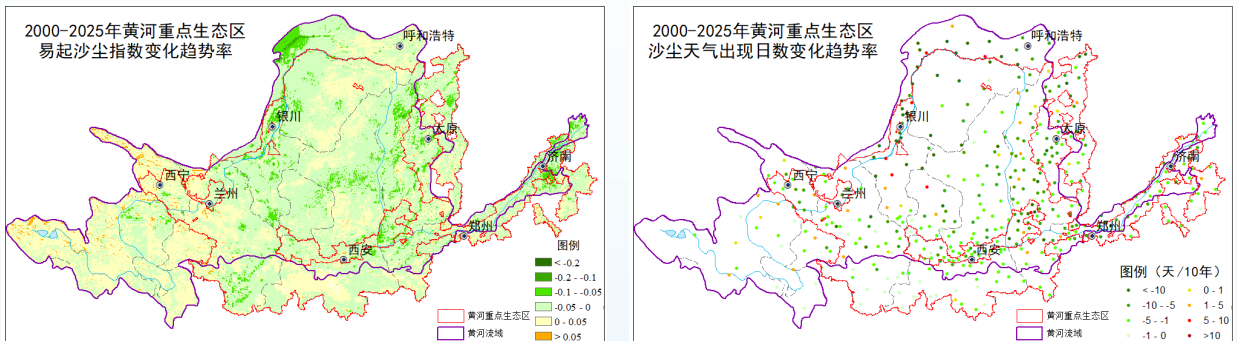 2000-2025年黄河重点生态区
易起沙尘指数变化趋势率
呼和浩特
银川
太原
济南
西宁
兰州
郑州
西安
图例
< -0.2
-0.2 - -0.1
-0.1 - -0.05
-0.05 - 0
0 - 0.05
> 0.05
黄河重点生态区
黄河流域
2000-2025年黄河重点生态区
沙尘天气出现日数变化趋势率
呼和浩特
银川
太原
济南
西宁
兰州
郑州
西安
图例（天/10年）
< -10
-10 - -5
-5 - -1
-1 - 0
0 - 1
1 - 5
5 - 10
>10
黄河重点生态区
黄河流域